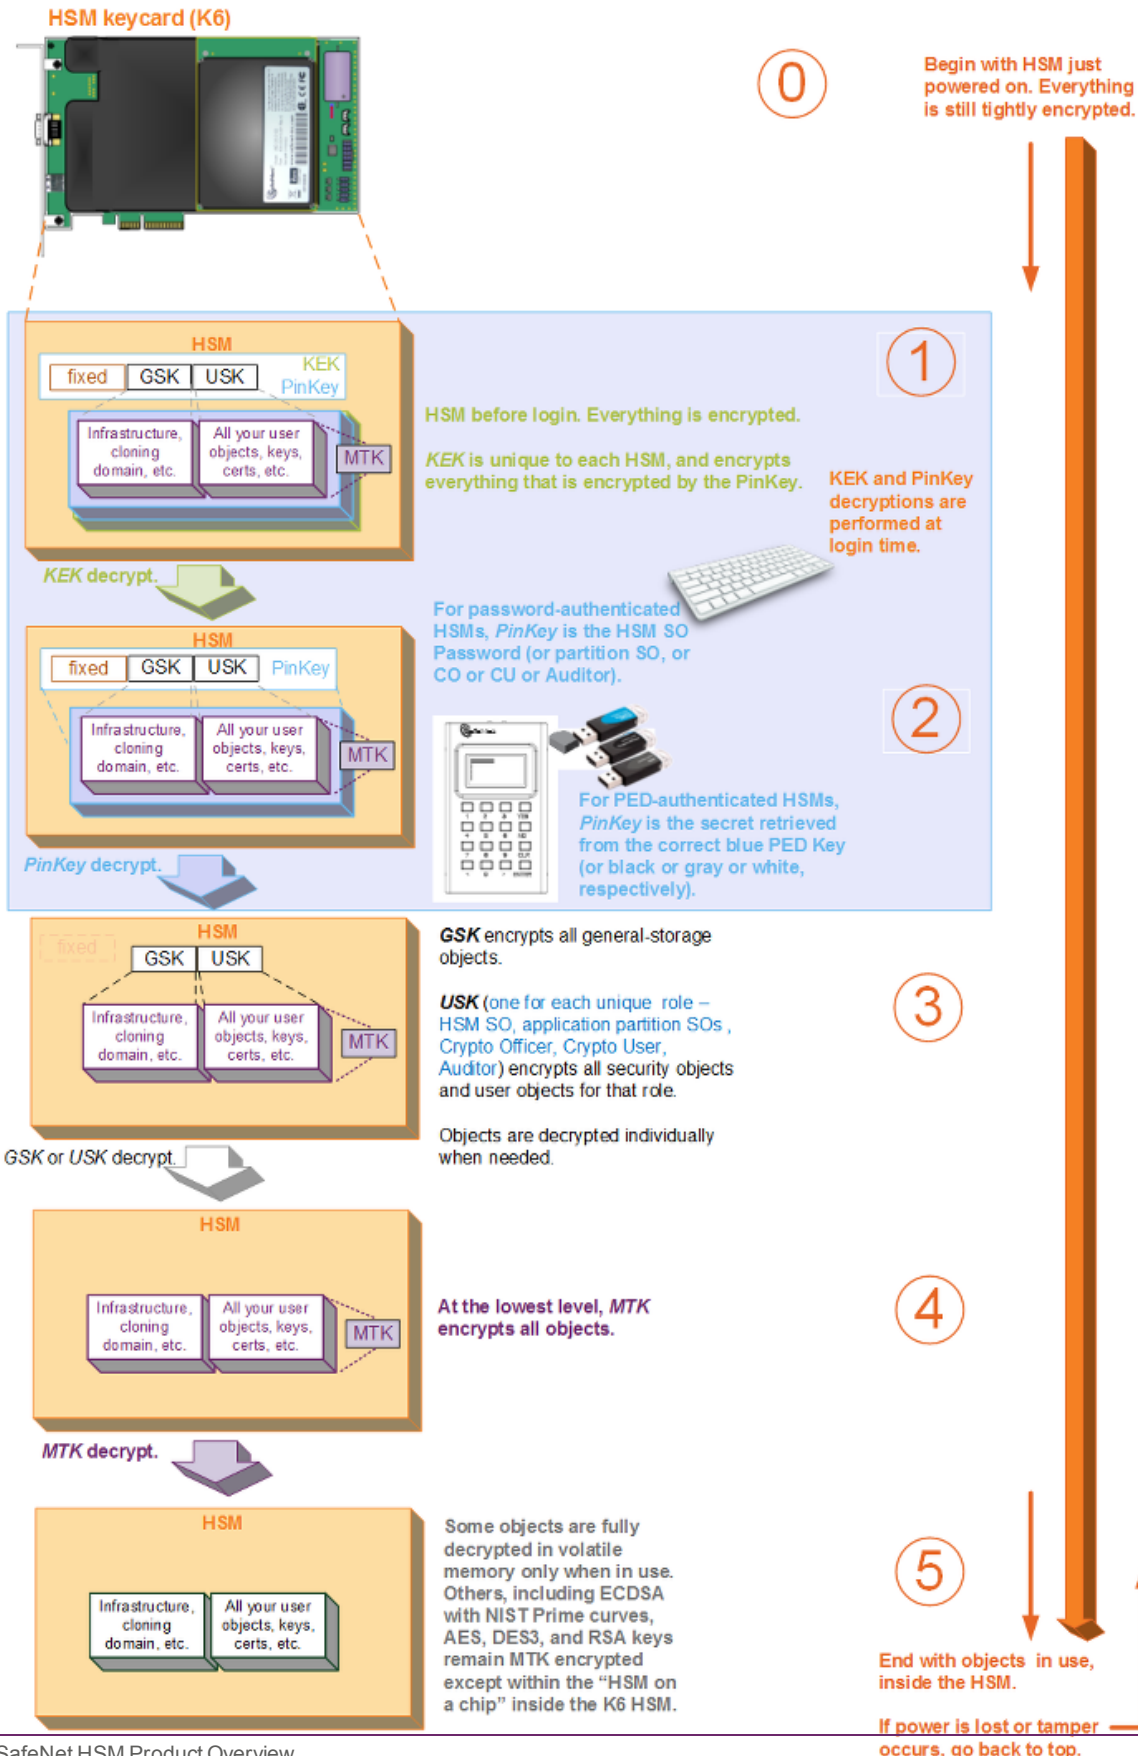 HSM keycard (K6)
0
Begin with HSM just
powered on. Everything
is still tightly encrypted.
HSM
KEK
fixed
GSK
USK
PinKey
Infrastructure,
cloning
domain, etc.
All your user
objects, keys,
certs, etc.
MTK
1
HSM before login. Everything is encrypted.
KEK is unique to each HSM, and encrypts
everything that is encrypted by the PinKey.
KEK and PinKey
decryptions are
performed at
login time.
KEK decrypt.
HSM
fixed
GSK
USK
PinKey
Infrastructure,
cloning
domain, etc.
All your user
objects, keys,
certs, etc.
MTK
For password-authenticated
HSMs, PinKey is the HSM SO
Password (or partition SO, or
CO or CU or Auditor).
2
For PED-authenticated HSMs,
PinKey is the secret retrieved
from the correct blue PED Key
(or black or gray or white,
respectively).
PinKey decrypt.
HSM
fixed
GSK
USK
Infrastructure,
cloning
domain, etc.
All your user
objects, keys,
certs, etc.
MTK
GSK encrypts all general-storage
objects.
USK (one for each unique role –
HSM SO, application partition SOs ,
Crypto Officer, Crypto User,
Auditor) encrypts all security objects
and user objects for that role.
Objects are decrypted individually
when needed.
3
GSK or USK decrypt.
HSM
Infrastructure,
cloning
domain, etc.
All your user
objects, keys,
certs, etc.
MTK
At the lowest level, MTK
encrypts all objects.
4
MTK decrypt.
HSM
Infrastructure,
cloning
domain, etc.
All your user
objects, keys,
certs, etc.
Some objects are fully
decrypted in volatile
memory only when in use.
Others, including ECDSA
with NIST Prime curves,
AES, DES3, and RSA keys
remain MTK encrypted
except within the “HSM on
a chip” inside the K6 HSM.
5
End with objects in use,
inside the HSM.
If power is lost or tamper
occurs, go back to top.
SafeNet HSM Product Overview